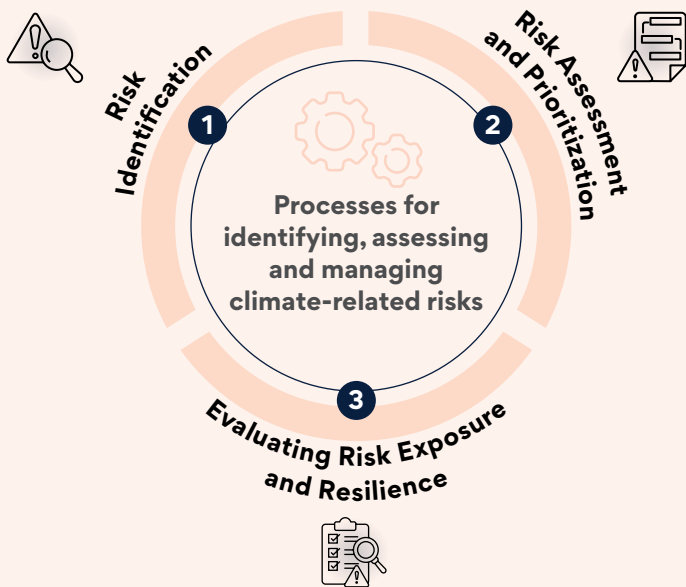 1
Risk
Identification
2
Risk Assessment
and Prioritization
Processes for
identifying, assessing
and managing
climate-related risks
3
Evaluating Risk Exposure
and Resilience